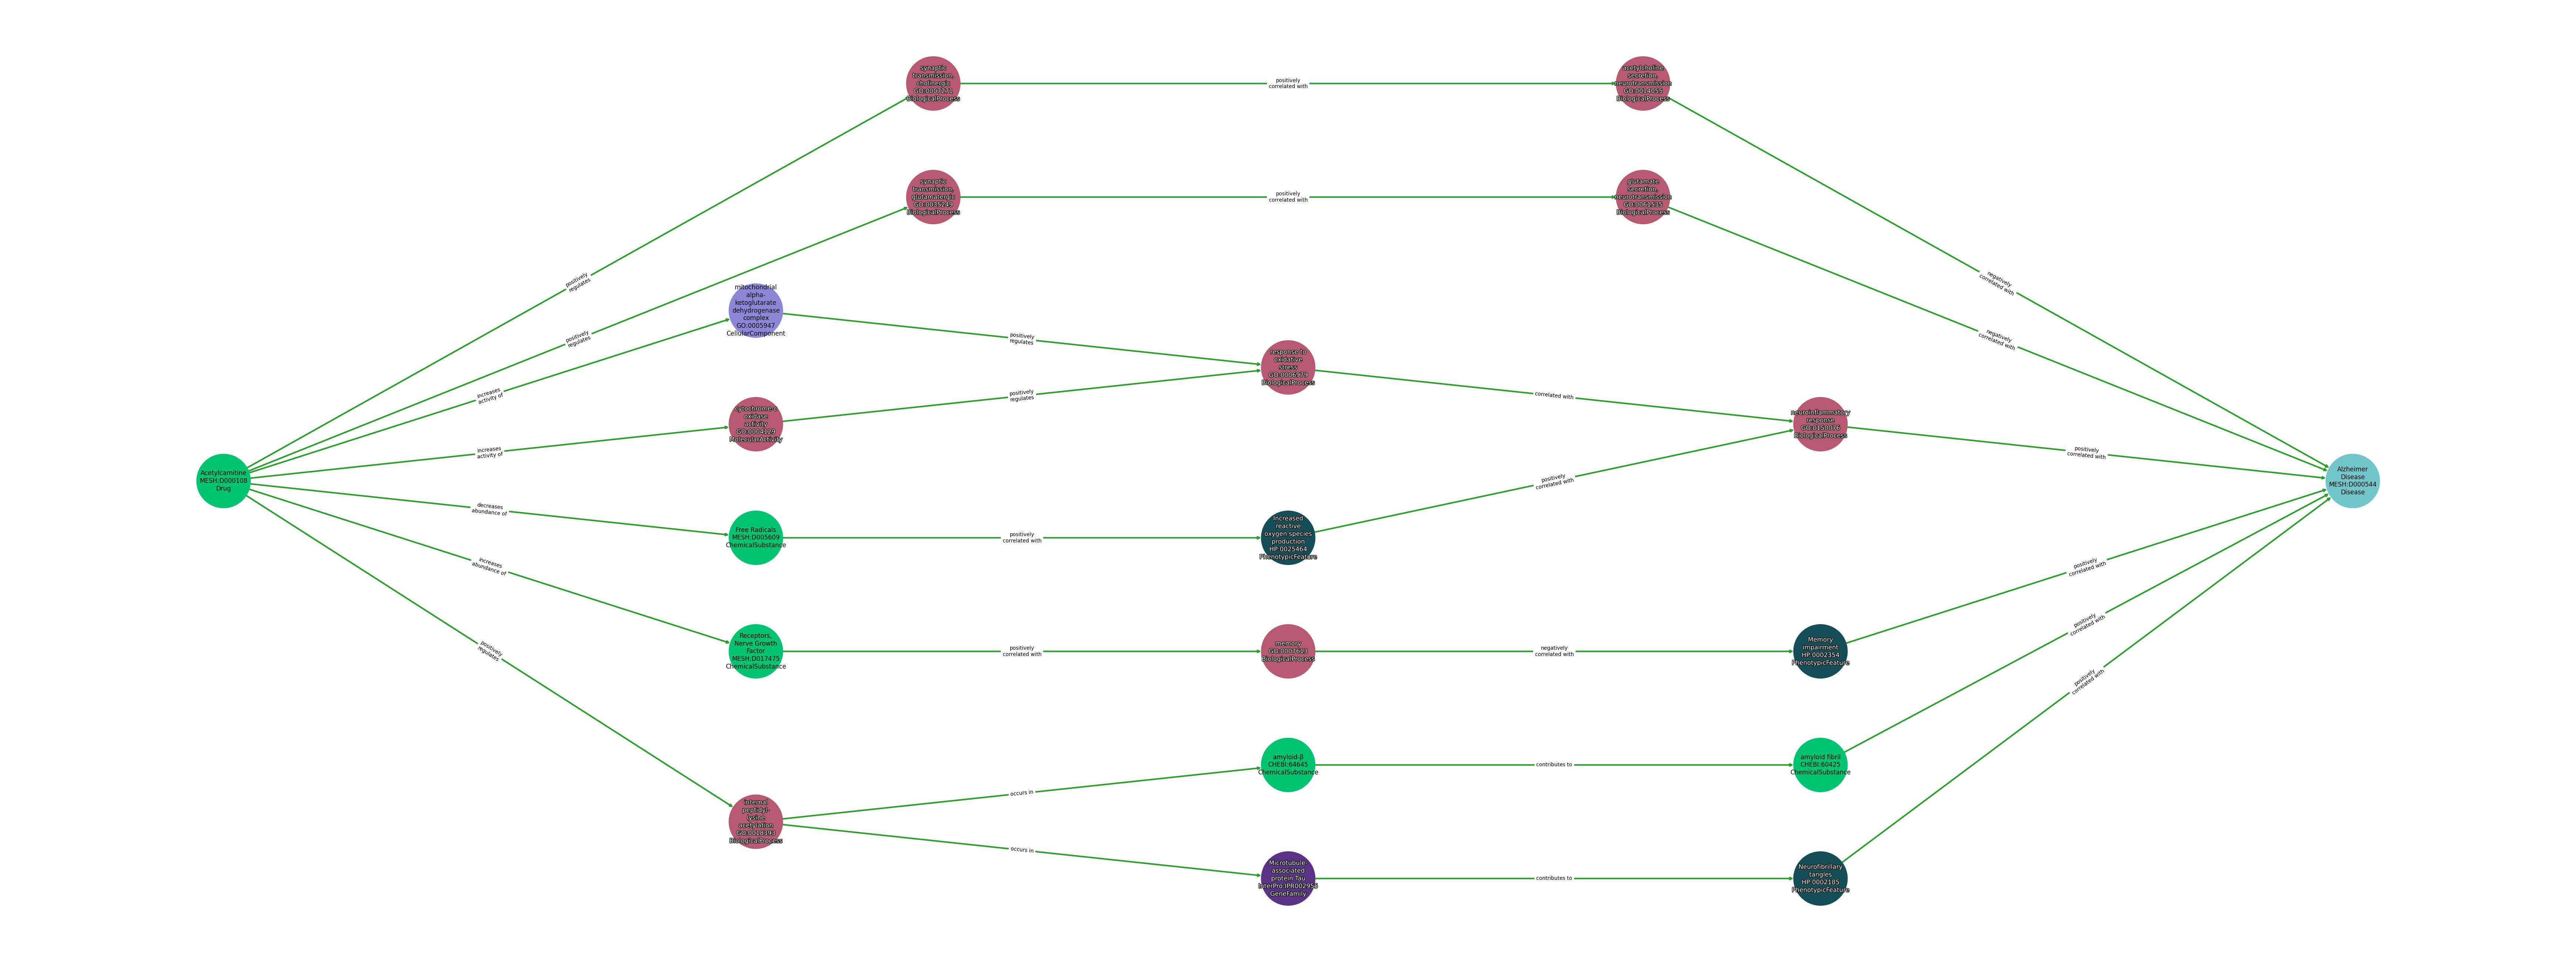 synaptic
transmission,
cholinergic
GO:0007271
BiologicalProcess
positively
correlated with
acetylcholine
secretion,
neurotransmission
GO:0014055
BiologicalProcess
synaptic
transmission,
glutamatergic
GO:0035249
BiologicalProcess
positively
correlated with
glutamate
secretion,
neurotransmission
GO:0061535
BiologicalProcess
positively
regulates
negatively
correlated with
mitochondrial
alpha-
ketoglutarate
dehydrogenase
complex
GO:0005947
CellularComponent
positively
regulates
positively
regulates
negatively
correlated with
response to
oxidative
stress
GO:0006979
BiologicalProcess
increases
activity of
positively
regulates
correlated with
cytochrome-c
oxidase
activity
GO:0004129
MolecularActivity
neuroinflammatory
response
GO:0150076
BiologicalProcess
increases
activity of
positively
correlated with
Acetylcarnitine
MESH:D000108
Drug
positively
correlated with
Alzheimer
Disease
MESH:D000544
Disease
decreases
abundance of
Free Radicals
MESH:D005609
ChemicalSubstance
positively
correlated with
Increased
reactive
oxygen species
production
HP:0025464
PhenotypicFeature
increases
abundance of
positively
correlated with
Receptors,
Nerve Growth
Factor
MESH:D017475
ChemicalSubstance
positively
correlated with
memory
GO:0007613
BiologicalProcess
negatively
correlated with
Memory
impairment
HP:0002354
PhenotypicFeature
positively
regulates
positively
correlated with
positively
correlated with
amyloid-β
CHEBI:64645
ChemicalSubstance
contributes to
amyloid fibril
CHEBI:60425
ChemicalSubstance
occurs in
internal
peptidyl-
lysine
acetylation
GO:0018393
BiologicalProcess
occurs in
Microtubule-
associated
protein Tau
InterPro:IPR002955
GeneFamily
contributes to
Neurofibrillary
tangles
HP:0002185
PhenotypicFeature